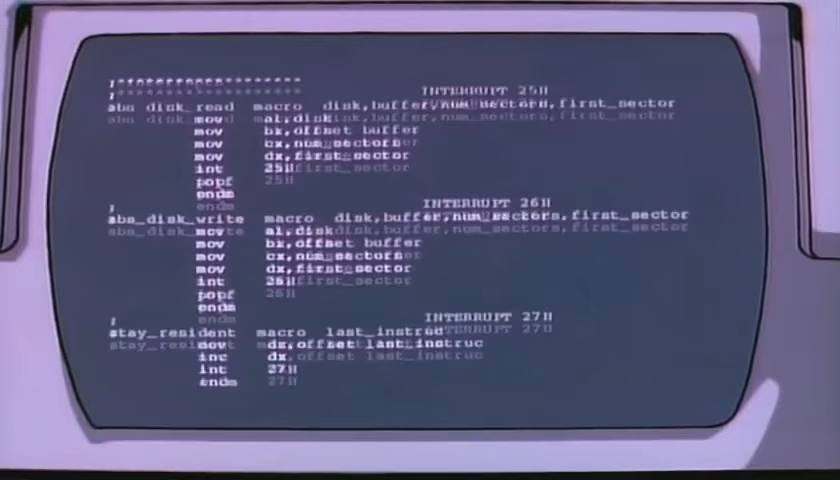 ;******************
; INTERRUPT 25H
abs_disk_read macro disk,buffer,num_sectors,first_sector
mov al,disk
mov bx,offset buffer
mov cx,num_sectors
mov dx,first_sector
int 25H
popf
endm
; INTERRUPT 26H
abs_disk_write macro disk,buffer,num_sectors,first_sector
mov al,disk
mov bx,offset buffer
mov cx,num_sectors
mov dx,first_sector
int 26H
popf
endm
; INTERRUPT 27H
stay_resident macro last_instruc
mov dx,offset last_instruc
inc dx
int 27H
endm